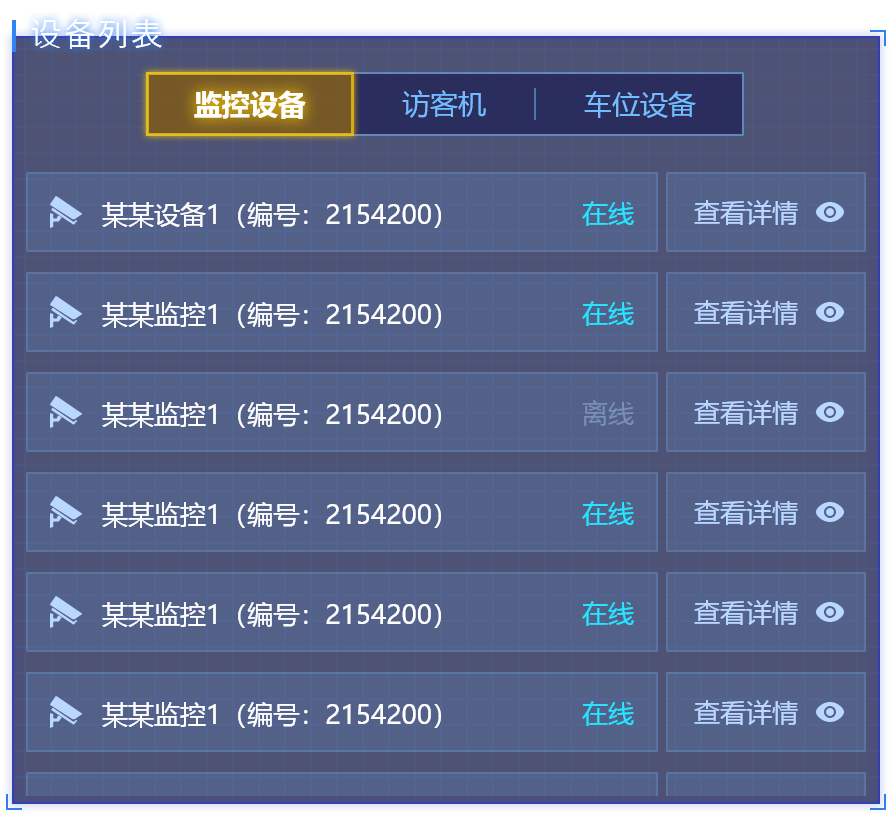 设备列表
监控设备 访客机 车位设备
某某设备1（编号：2154200） 在线 查看详情
某某监控1（编号：2154200） 在线 查看详情
某某监控1（编号：2154200） 离线 查看详情
某某监控1（编号：2154200） 在线 查看详情
某某监控1（编号：2154200） 在线 查看详情
某某监控1（编号：2154200） 在线 查看详情